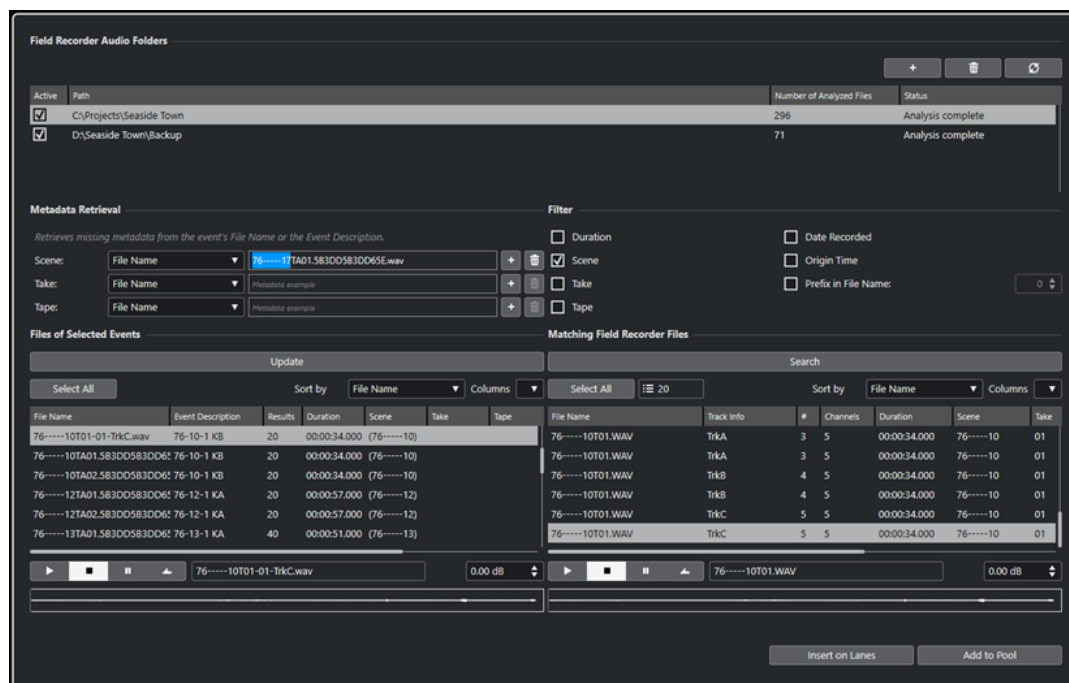 Field Recorder Audio Folders
+
Active Path Number of Analyzed Files Status
C:\Projects\Seaside Town 296 Analysis complete
D:\Seaside Town\Backup 71 Analysis complete
Metadata Retrieval
Retrieves missing metadata from the event's File Name or the Event Description.
Scene: File Name 76-----17TA01.5B3DD5B3DD65E.wav +
Take: File Name Metadata example +
Tape: File Name Metadata example +
Filter
Duration Date Recorded
Scene Origin Time
Take Prefix in File Name: 0
Tape
Files of Selected Events
Update
Select All Sort by File Name Columns
File Name Event Description Results Duration Scene Take Tape
76-----10T01-01-TrkC.wav 76-10-1 KB 20 00:00:34.000 (76-----10)
76-----10TA01.5B3DD5B3DD65 76-10-1 KB 20 00:00:34.000 (76-----10)
76-----10TA02.5B3DD5B3DD65 76-10-1 KB 20 00:00:34.000 (76-----10)
76-----12TA01.5B3DD5B3DD65 76-12-1 KA 20 00:00:57.000 (76-----12)
76-----12TA02.5B3DD5B3DD65 76-12-1 KA 20 00:00:57.000 (76-----12)
76-----13TA01.5B3DD5B3DD65 76-13-1 KA 40 00:00:51.000 (76-----13)
76-----10T01-01-TrkC.wav 0.00 dB
Matching Field Recorder Files
Search
Select All 20 Sort by File Name Columns
File Name Track Info # Channels Duration Scene Take
76-----10T01.WAV TrkA 3 5 00:00:34.000 76-----10 01
76-----10T01.WAV TrkA 3 5 00:00:34.000 76-----10 01
76-----10T01.WAV TrkB 4 5 00:00:34.000 76-----10 01
76-----10T01.WAV TrkB 4 5 00:00:34.000 76-----10 01
76-----10T01.WAV TrkC 5 5 00:00:34.000 76-----10 01
76-----10T01.WAV TrkC 5 5 00:00:34.000 76-----10 01
76-----10T01.WAV 0.00 dB
Insert on Lanes Add to Pool